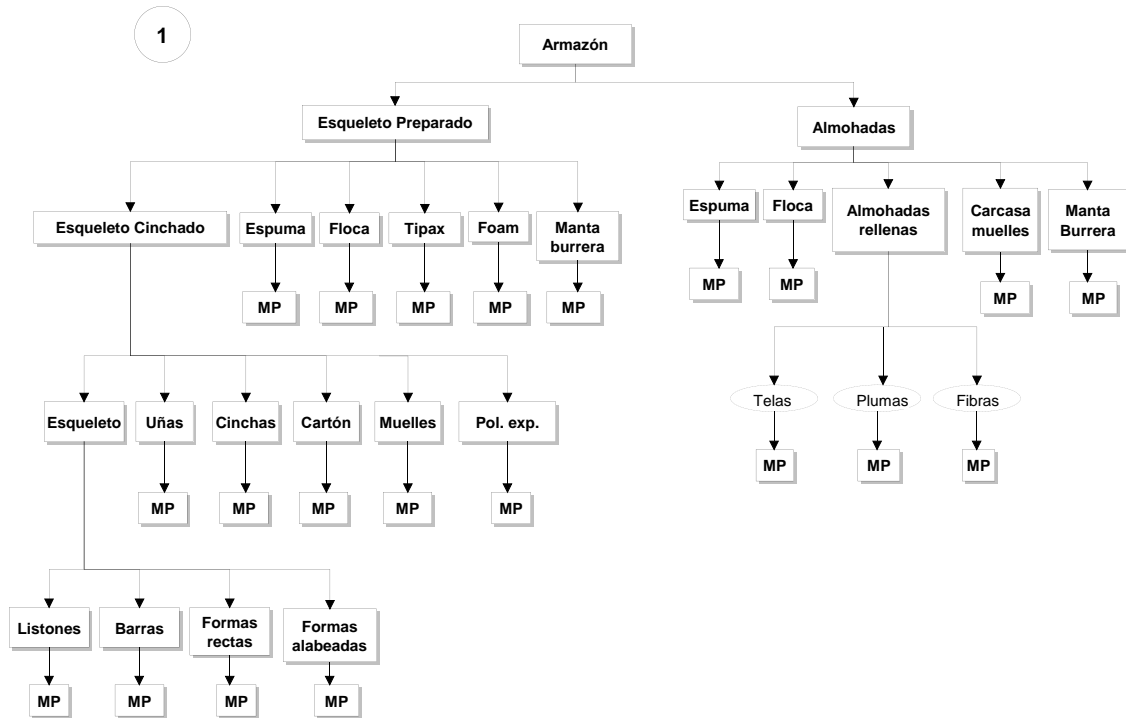 1
Armazón
Esqueleto Preparado
Almohadas
Esqueleto Cinchado
Espuma
Floca
Tipax
Foam
Manta
burrera
Espuma
Floca
Almohadas
rellenas
Carcasa
muelles
Manta
Burrera
MP
MP
MP
MP
MP
MP
MP
MP
MP
Esqueleto
Uñas
Cinchas
Cartón
Muelles
Pol. exp.
Telas
Plumas
Fibras
MP
MP
MP
MP
MP
MP
MP
MP
Listones
Barras
Formas
rectas
Formas
alabeadas
MP
MP
MP
MP